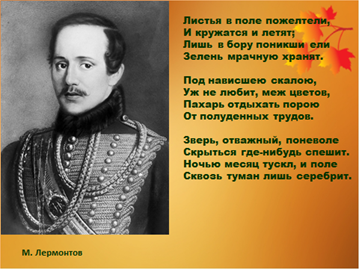 Листья в поле пожелтели,
И кружатся и летят;
Лишь в бору поникши ели
Зелень мрачную хранят.
Под нависшею скалою,
Уж не любит, меж цветов,
Пахарь отдыхать порою
От полуденных трудов.
Зверь, отважный, поневоле
Скрыться где-нибудь спешит.
Ночью месяц тускл, и поле
Сквозь туман лишь серебрит.
М. Лермонтов